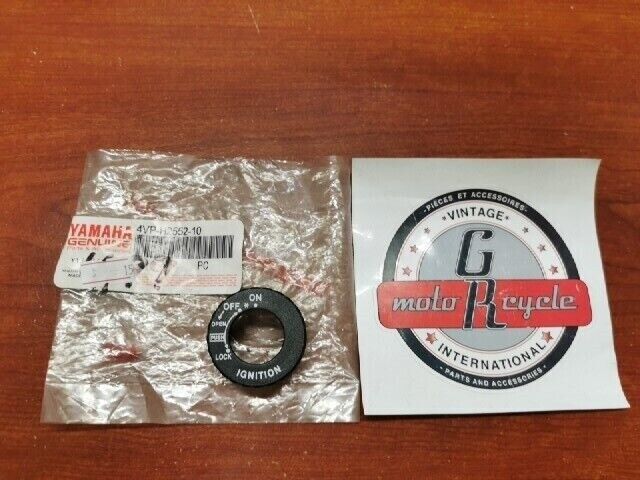 YAMAHA
GENUINE
4VP-H2552-10
PC
ON
OFF
OPEN
PUSH
LOCK
IGNITION
-PIÈCES ET ACCESSOIRES-
VINTAGE
G
moto R cycle
INTERNATIONAL
-PARTS AND ACCESSORIES-